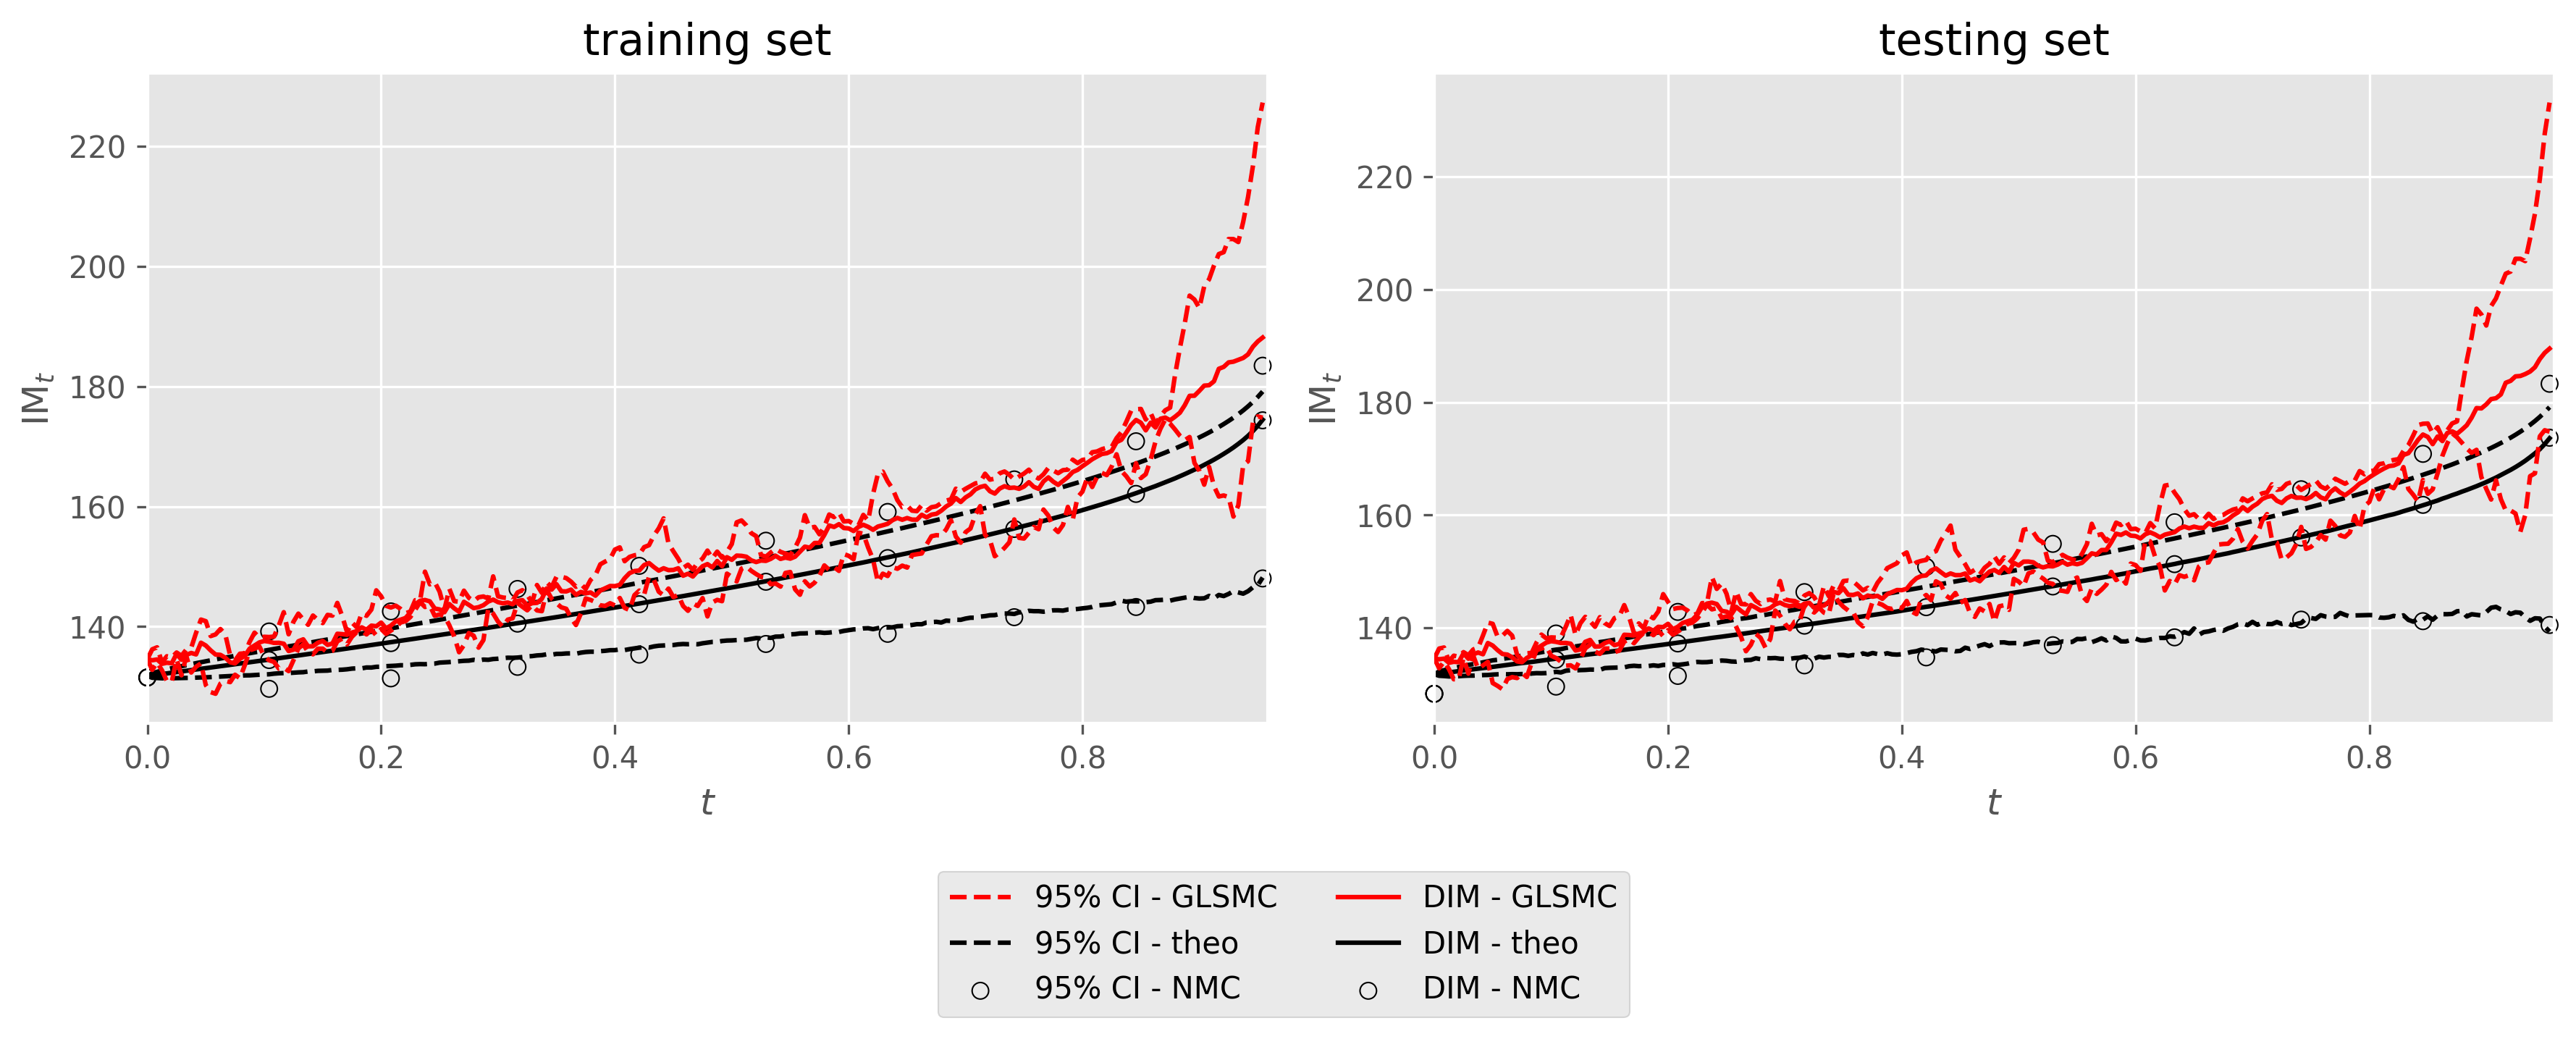 training set
testing set
220
200
180
160
140
IM_t
0.0 0.2 0.4 0.6 0.8
t
220
200
180
160
140
IM_t
0.0 0.2 0.4 0.6 0.8
t
95% CI - GLSMC
95% CI - theo
95% CI - NMC
DIM - GLSMC
DIM - theo
DIM - NMC